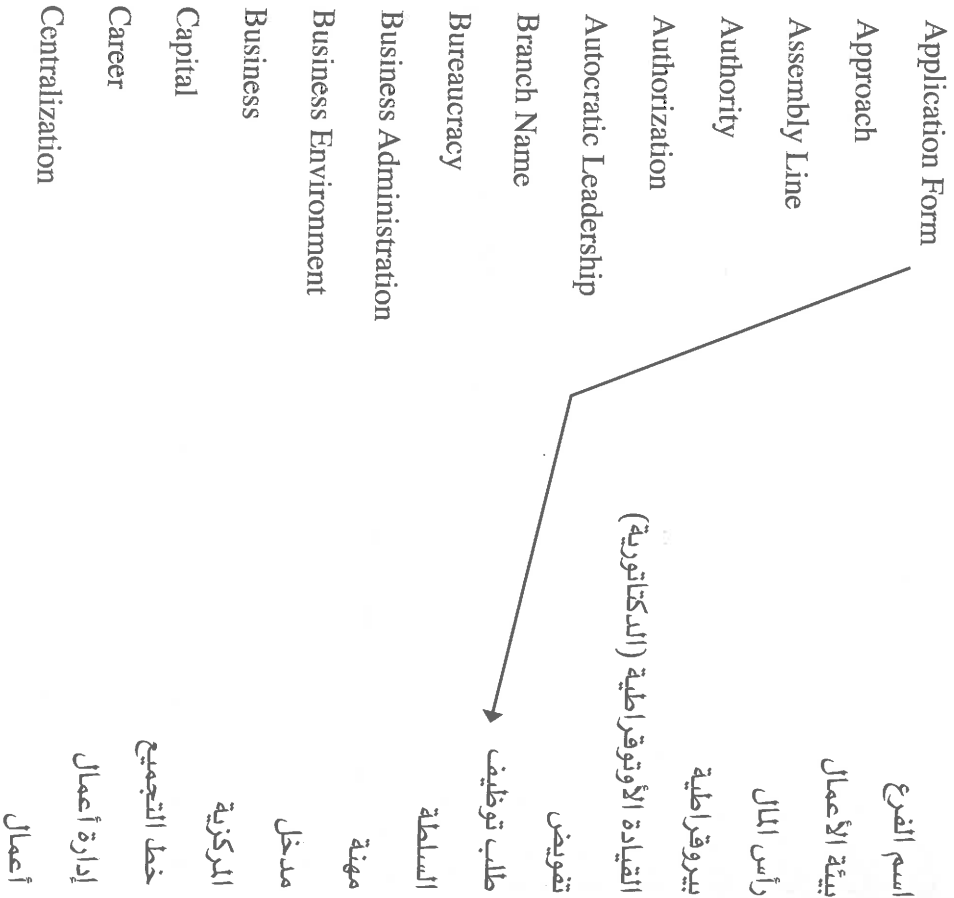 Application Form
Approach
Assembly Line
Authority
Authorization
Autocratic Leadership
Branch Name
Bureaucracy
Business Administration
Business Environment
Business
Capital
Career
Centralization
اسم الفرع
بيئة الأعمال
رأس المال
بيروقراطية
القيادة الأوتوقراطية (الدكتاتورية)
تفويض
طلب توظيف
السلطة
مهنة
مدخل
المركزية
خط التجميع
إدارة أعمال
أعمال